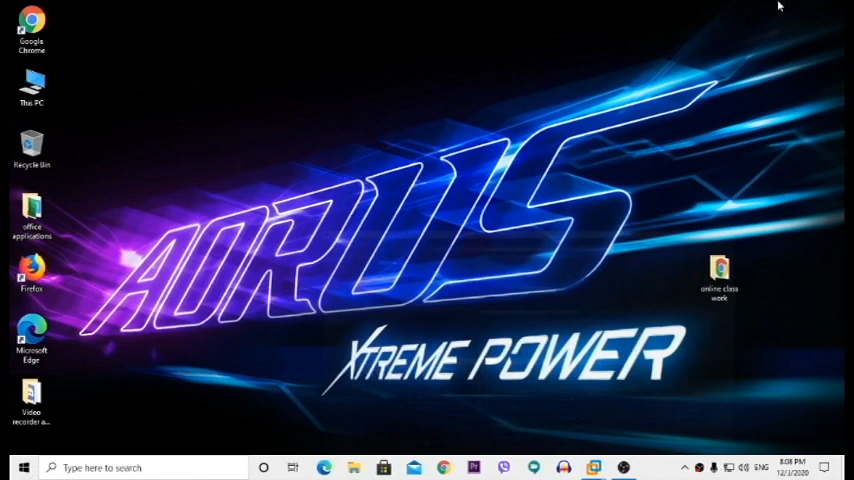 Google
Chrome
This PC
Recycle Bin
office
applications
Firefox
Microsoft
Edge
Video
recorder a...
AORUS
XTREME POWER
online class
work
Type here to search
Pr
ENG
8:08 PM
12/3/2020